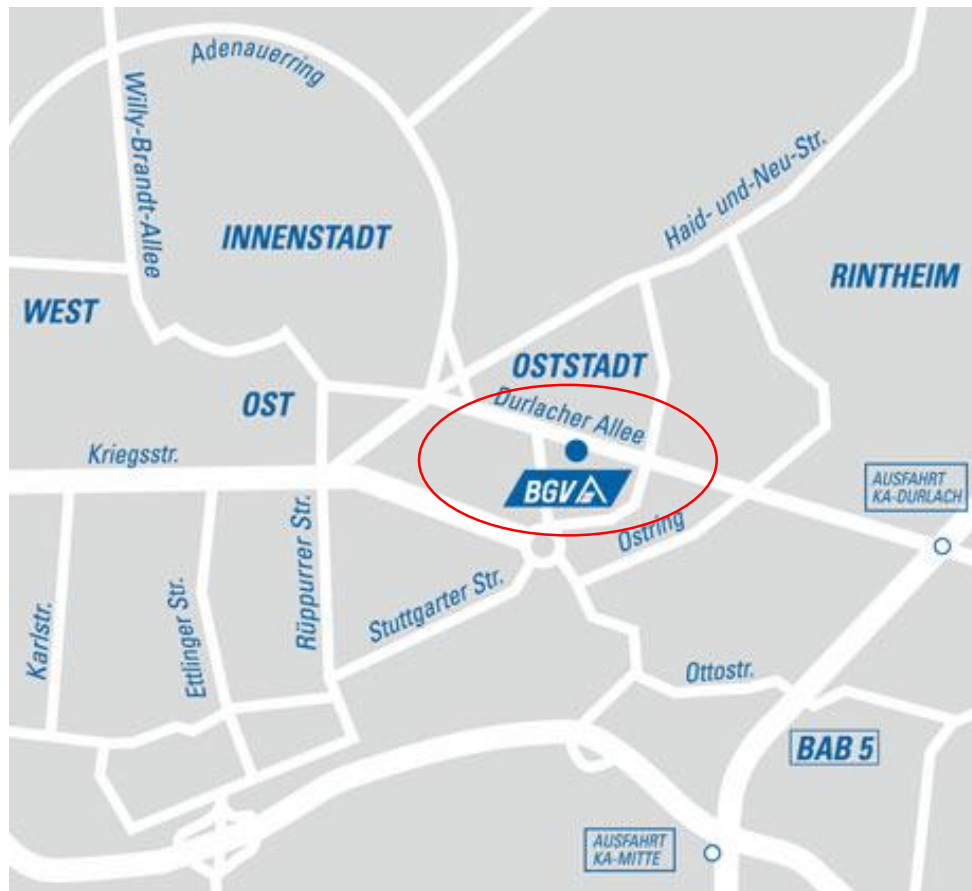 Adenauerring
Willy-Brandt-Allee
Haid- und-Neu-Str.
INNENSTADT
RINTHEIM
WEST
OSTSTADT
OST
Durlacher Allee
Kriegsstr.
BGV
AUSFAHRT
KA-DURLACH
Ostring
Rüppurrer Str.
Stuttgarter Str.
Karlstr.
Ettlinger Str.
Ottostr.
BAB 5
AUSFAHRT
KA-MITTE